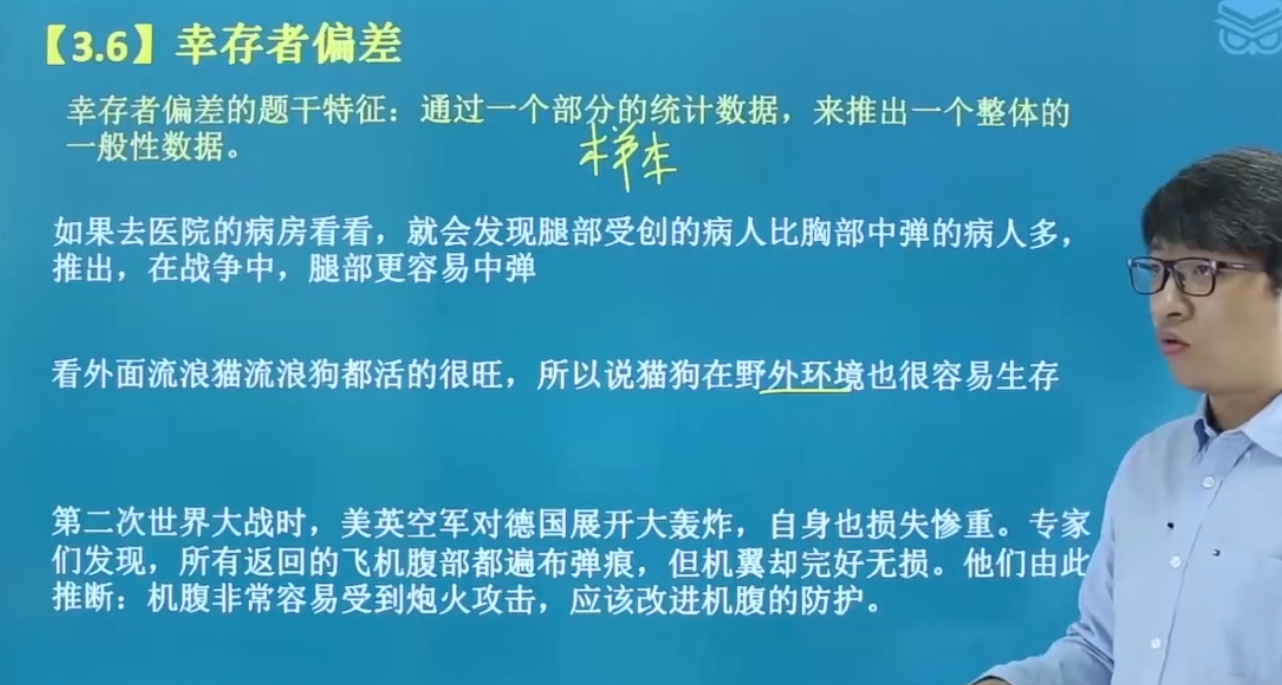 【3.6】幸存者偏差
幸存者偏差的题干特征：通过一个部分的统计数据，来推出一个整体的
一般性数据。
样本
如果去医院的病房看看，就会发现腿部受创的病人比胸部中弹的病人多，
推出，在战争中，腿部更容易中弹
看外面流浪猫流浪狗都活的很旺，所以说猫狗在野外环境也很容易生存
第二次世界大战时，美英空军对德国展开大轰炸，自身也损失惨重。专家
们发现，所有返回的飞机腹部都遍布弹痕，但机翼却完好无损。他们由此
推断：机腹非常容易受到炮火攻击，应该改进机腹的防护。